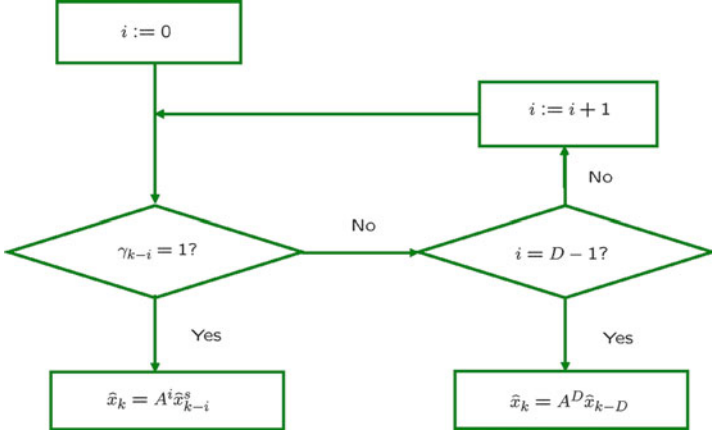 i := 0
i := i + 1
No
No
γ_{k−i} = 1?
i = D − 1?
Yes
Yes
x̂_k = A^i x̂^s_{k−i}
x̂_k = A^D x̂_{k−D}